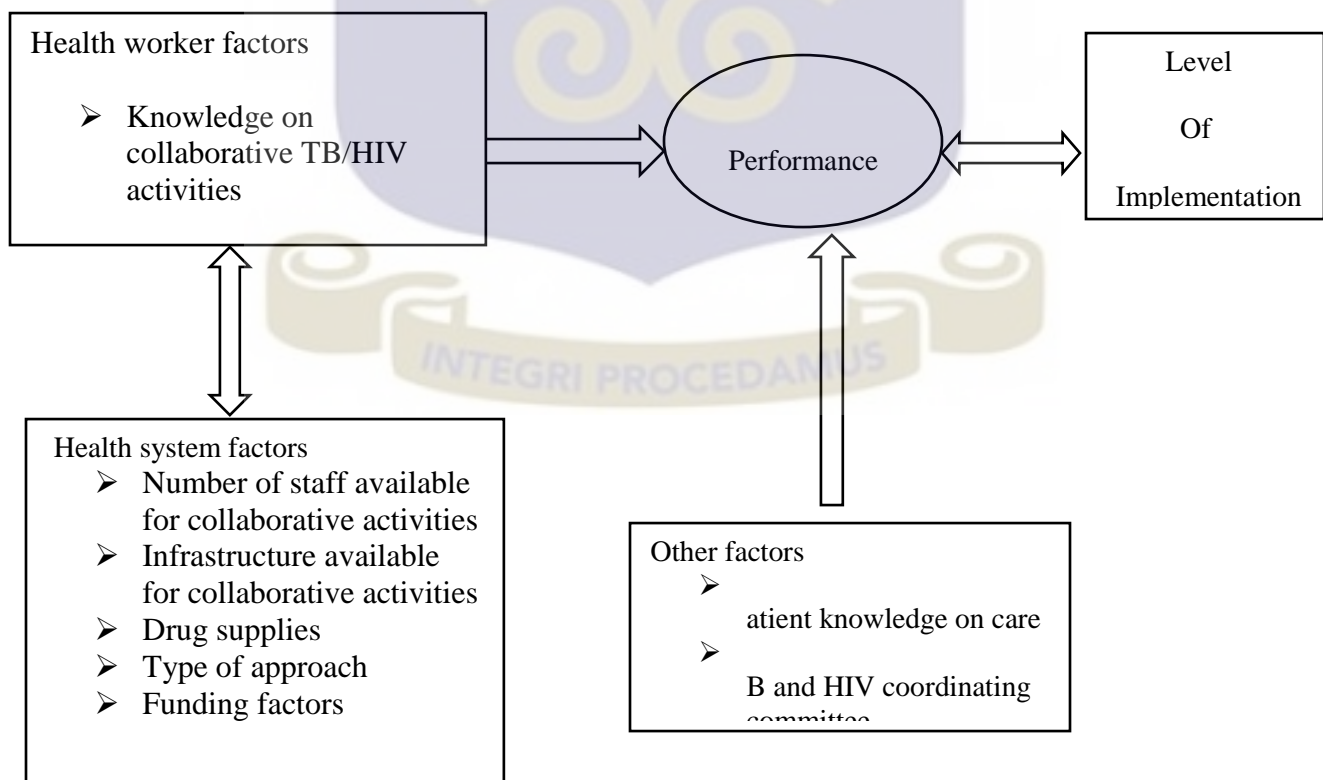 Health worker factors
➢ Knowledge on
collaborative TB/HIV
activities
Performance
Level
Of
Implementation
INTEGRI PROCEDAMUS
Health system factors
➢ Number of staff available
for collaborative activities
➢ Infrastructure available
for collaborative activities
➢ Drug supplies
➢ Type of approach
➢ Funding factors
Other factors
➢
atient knowledge on care
➢
B and HIV coordinating
committee